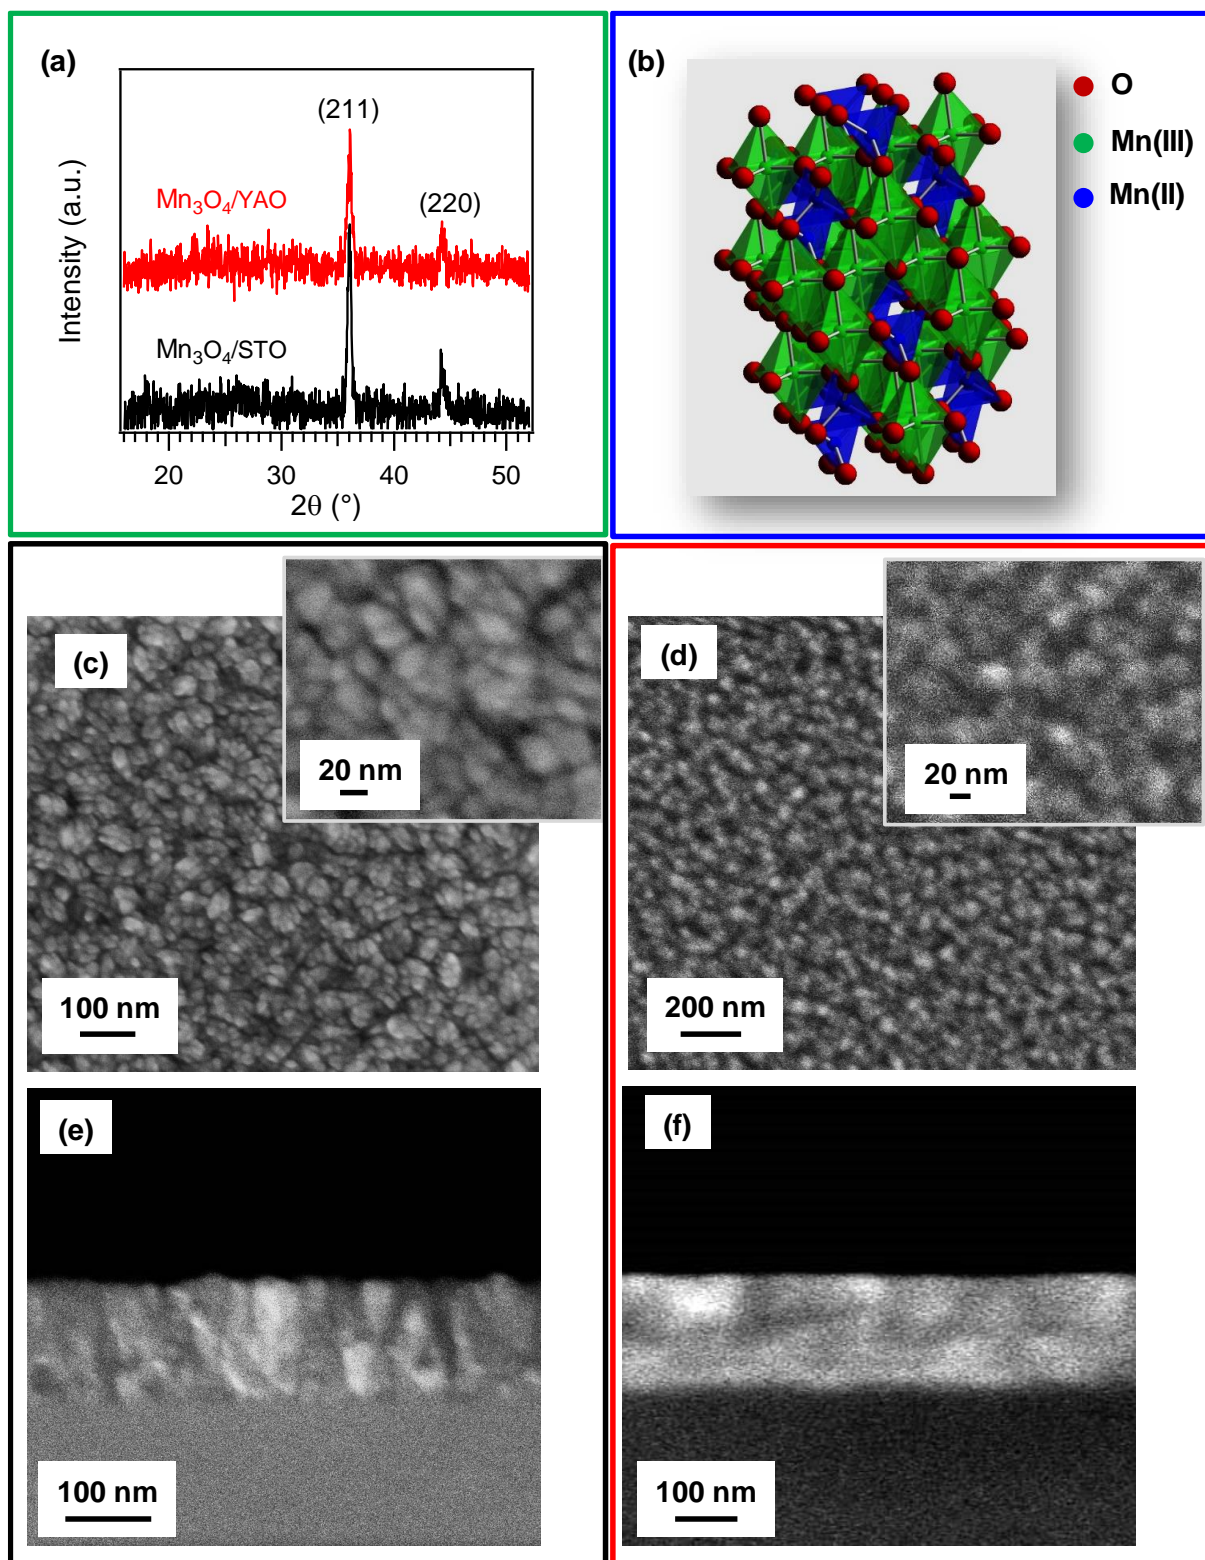 (a)
(211)
Mn₃O₄/YAO
(220)
Mn₃O₄/STO
Intensity (a.u.)
20 30 40 50
2θ (°)
(b)
O
Mn(III)
Mn(II)
(c)
20 nm
100 nm
(d)
20 nm
200 nm
(e)
100 nm
(f)
100 nm